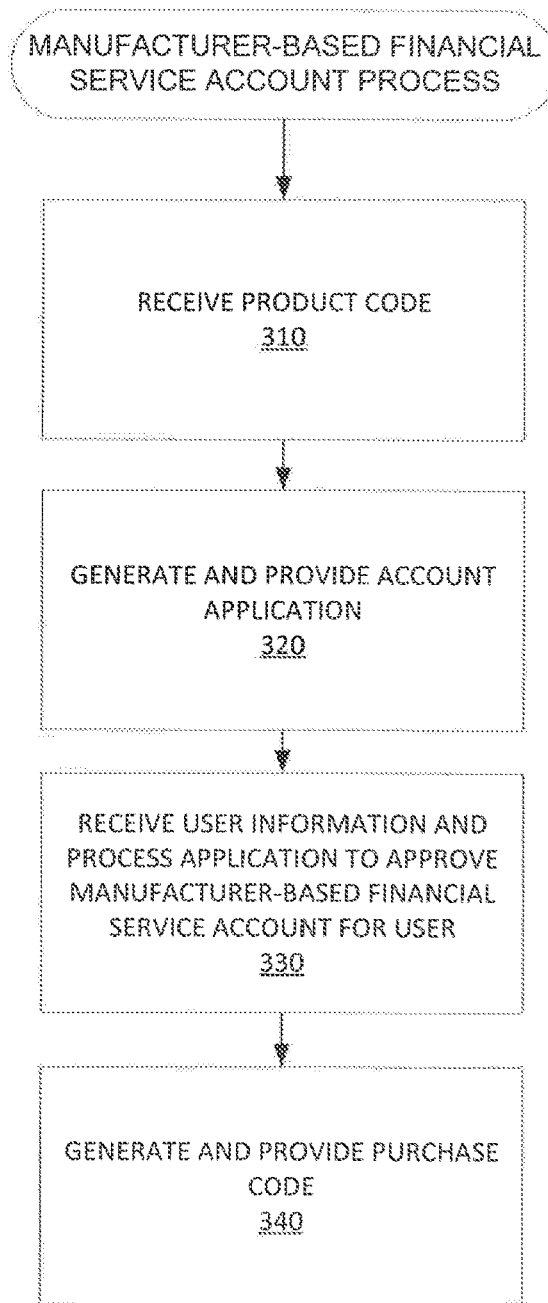 MANUFACTURER-BASED FINANCIAL
SERVICE ACCOUNT PROCESS
RECEIVE PRODUCT CODE
310
GENERATE AND PROVIDE ACCOUNT
APPLICATION
320
RECEIVE USER INFORMATION AND
PROCESS APPLICATION TO APPROVE
MANUFACTURER-BASED FINANCIAL
SERVICE ACCOUNT FOR USER
330
GENERATE AND PROVIDE PURCHASE
CODE
340